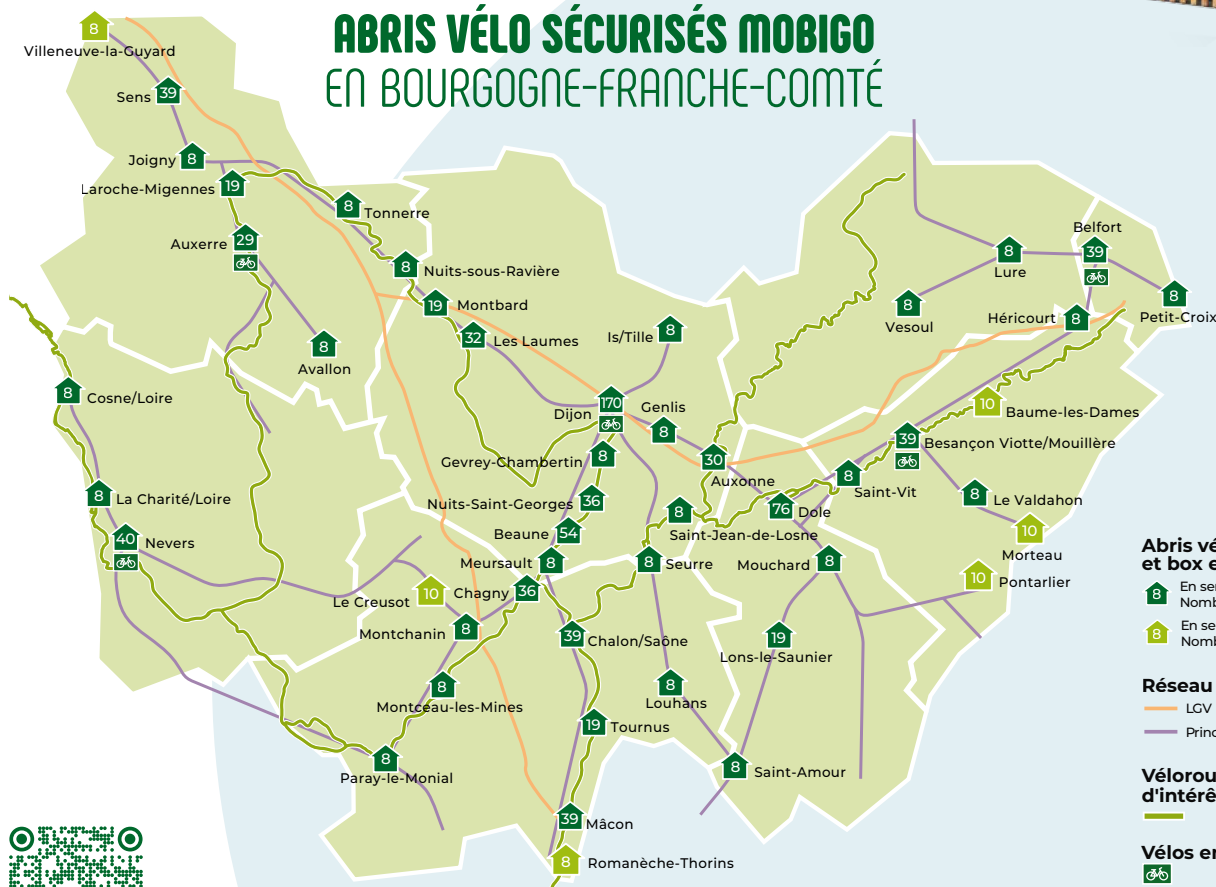 ABRIS VÉLO SÉCURISÉS MOBIGO
EN BOURGOGNE-FRANCHE-COMTÉ
8
Villeneuve-la-Guyard
Sens 39
Joigny 8
Laroche-Migennes 19
8 Tonnerre
Auxerre 29
8 Nuits-sous-Ravière
19 Montbard
32 Les Laumes
8
Avallon
Is/Tille 8
Belfort
39
8
Lure
8
Vesoul
Héricourt 8
8
Petit-Croix
8
Cosne/Loire
170
Dijon
Genlis
8
10
Baume-les-Dames
39
Besançon Viotte/Mouillère
Gevrey-Chambertin 8
30
Auxonne
8
Saint-Vit
8 La Charité/Loire
Nuits-Saint-Georges 36
8
Saint-Jean-de-Losne
76 Dole
8 Le Valdahon
40 Nevers
Beaune 54
10
Morteau
Meursault 8
8 Seurre
Mouchard 8
10 Pontarlier
Le Creusot 10
Chagny 36
Montchanin 8
39 Chalon/Saône
19
Lons-le-Saunier
8
Montceau-les-Mines
8
Louhans
19 Tournus
8
Paray-le-Monial
8 Saint-Amour
39 Mâcon
8 Romanèche-Thorins
Abris vé
et box e
8 En ser
Nomb
8 En se
Nomb
Réseau
LGV
Princ
Vélorou
d'intérê
Vélos en